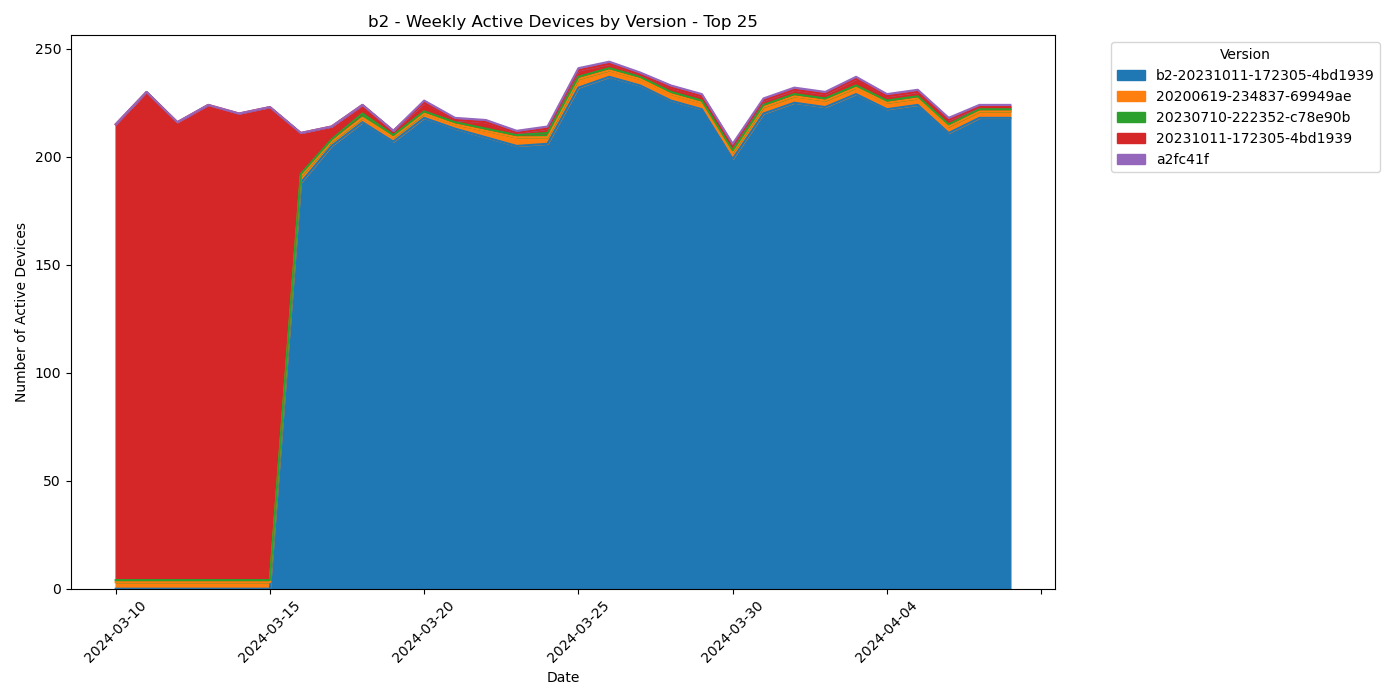 b2 - Weekly Active Devices by Version - Top 25
Number of Active Devices
250
200
150
100
50
0
2024-03-10
2024-03-15
2024-03-20
2024-03-25
2024-03-30
2024-04-04
Date
Version
b2-20231011-172305-4bd1939
20200619-234837-69949ae
20230710-222352-c78e90b
20231011-172305-4bd1939
a2fc41f